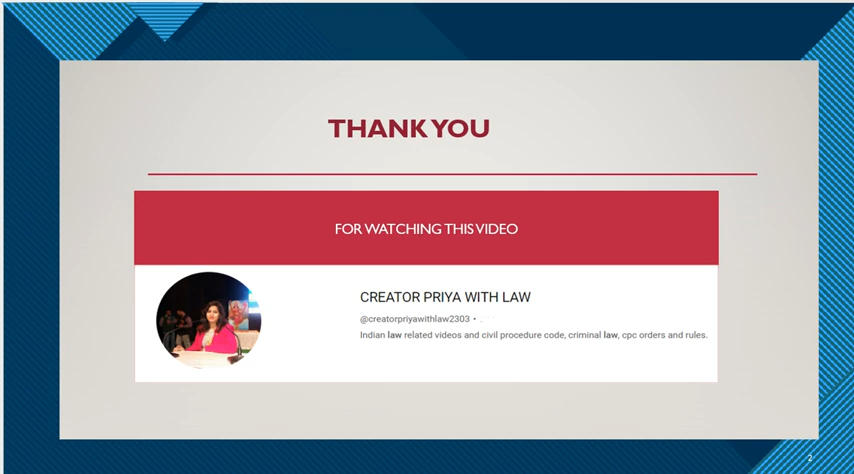 THANK YOU
FOR WATCHING THIS VIDEO
CREATOR PRIYA WITH LAW
@creatorpriyawithlaw2303 •
Indian law related videos and civil procedure code, criminal law, cpc orders and rules.
2